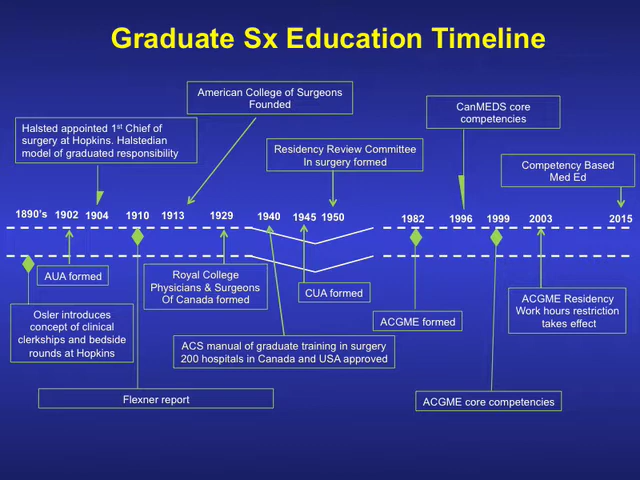 Graduate Sx Education Timeline
American College of Surgeons
Founded
CanMEDS core
competencies
Halsted appointed 1st Chief of
surgery at Hopkins. Halstedian
model of graduated responsibility
Residency Review Committee
In surgery formed
Competency Based
Med Ed
1890's 1902 1904 1910 1913 1929 1940 1945 1950 1982 1996 1999 2003 2015
AUA formed
Royal College
Physicians & Surgeons
Of Canada formed
CUA formed
ACGME formed
ACGME Residency
Work hours restriction
takes effect
Osler introduces
concept of clinical
clerkships and bedside
rounds at Hopkins
ACS manual of graduate training in surgery
200 hospitals in Canada and USA approved
Flexner report
ACGME core competencies